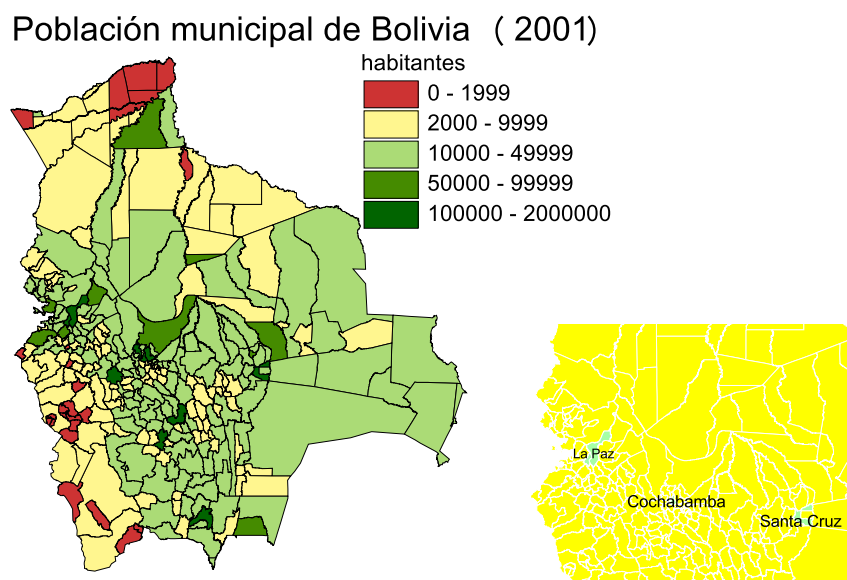 Población municipal de Bolivia ( 2001)
habitantes
0 - 1999
2000 - 9999
10000 - 49999
50000 - 99999
100000 - 2000000
La Paz
Cochabamba
Santa Cruz